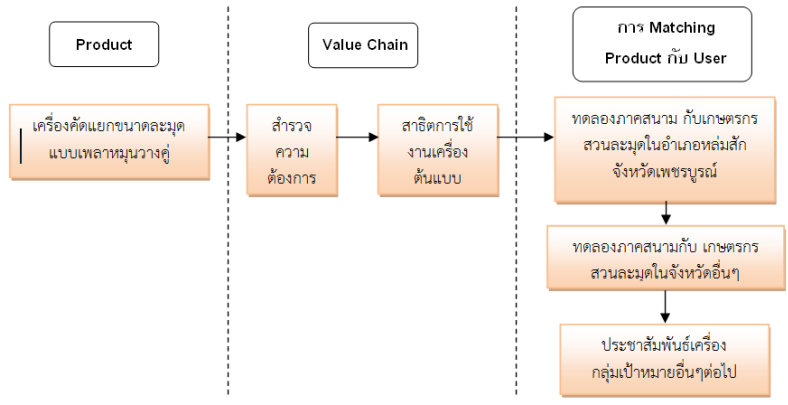 Product
Value Chain
การ Matching
Product กับ User
เครื่องคัดแยกขนาดละมุด
แบบเพลาหมุนวางคู่
สำรวจ
ความ
ต้องการ
สาธิตการใช้
งานเครื่อง
ต้นแบบ
ทดลองภาคสนาม กับเกษตรกร
สวนละมุดในอำเภอหล่มสัก
จังหวัดเพชรบูรณ์
ทดลองภาคสนามกับ เกษตรกร
สวนละมุดในจังหวัดอื่นๆ
ประชาสัมพันธ์เครื่อง
กลุ่มเป้าหมายอื่นๆต่อไป